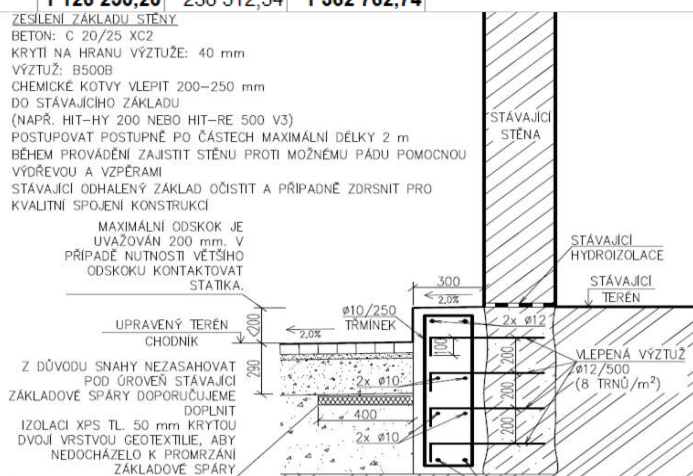 1 126 250,20 236 512,54 1 362 762,74
ZESÍLENÍ ZÁKLADU STĚNY
BETON: C 20/25 XC2
KRYTÍ NA HRANU VÝZTUŽE: 40 mm
VÝZTUŽ: B500B
CHEMICKÉ KOTVY VLEPIT 200-250 mm
DO STÁVAJÍCÍHO ZÁKLADU
(NAPŘ. HIT-HY 200 NEBO HIT-RE 500 V3)
POSTUPOVAT POSTUPNĚ PO ČÁSTECH MAXIMÁLNÍ DÉLKY 2 m
BĚHEM PROVÁDĚNÍ ZAJISTIT STĚNU PROTI MOŽNÉMU PÁDU POMOCNOU
VÝDŘEVOU A VZPĚRAMI
STÁVAJÍCÍ ODHALENÝ ZÁKLAD OČISTIT A PŘÍPADNĚ ZDRSNIT PRO
KVALITNÍ SPOJENÍ KONSTRUKCÍ
STÁVAJÍCÍ
STĚNA
MAXIMÁLNÍ ODSKOK JE
UVAŽOVÁN 200 mm. V
PŘÍPADĚ NUTNOSTI VĚTŠÍHO
ODSKOKU KONTAKTOVAT
STATIKA.
STÁVAJÍCÍ
HYDROIZOLACE
STÁVAJÍCÍ
TERÉN
300
2.0%
<200
UPRAVENÝ TERÉN
CHODNÍK
2.0%
ø10/250
TŘMÍNEK
2x ø12
100
200
VLEPENÁ VÝZTUŽ
ø12/500
(8 TRNŮ/m²)
290
Z DŮVODU SNAHY NEZASAHOVAT
POD ÚROVEŇ STÁVAJÍCÍ
ZÁKLADOVÉ SPÁRY DOPORUČUJEME
DOPLNIT
IZOLACI XPS TL. 50 mm KRYTOU
DVOJÍ VRSTVOU GEOTEXTILIE, ABY
NEDOCHÁZELO K PROMRZÁNÍ
ZÁKLADOVÉ SPÁRY
2x ø10
200
400
2x ø10
200